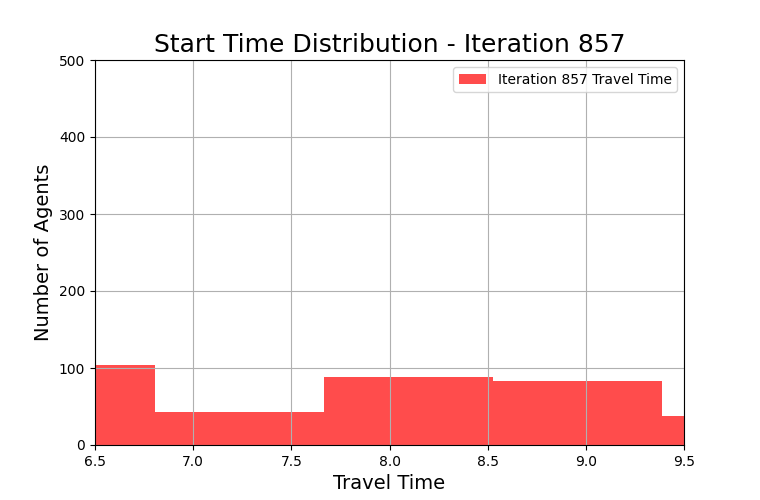 Start Time Distribution - Iteration 857
Iteration 857 Travel Time
Number of Agents
500
400
300
200
100
0
6.5 7.0 7.5 8.0 8.5 9.0 9.5
Travel Time